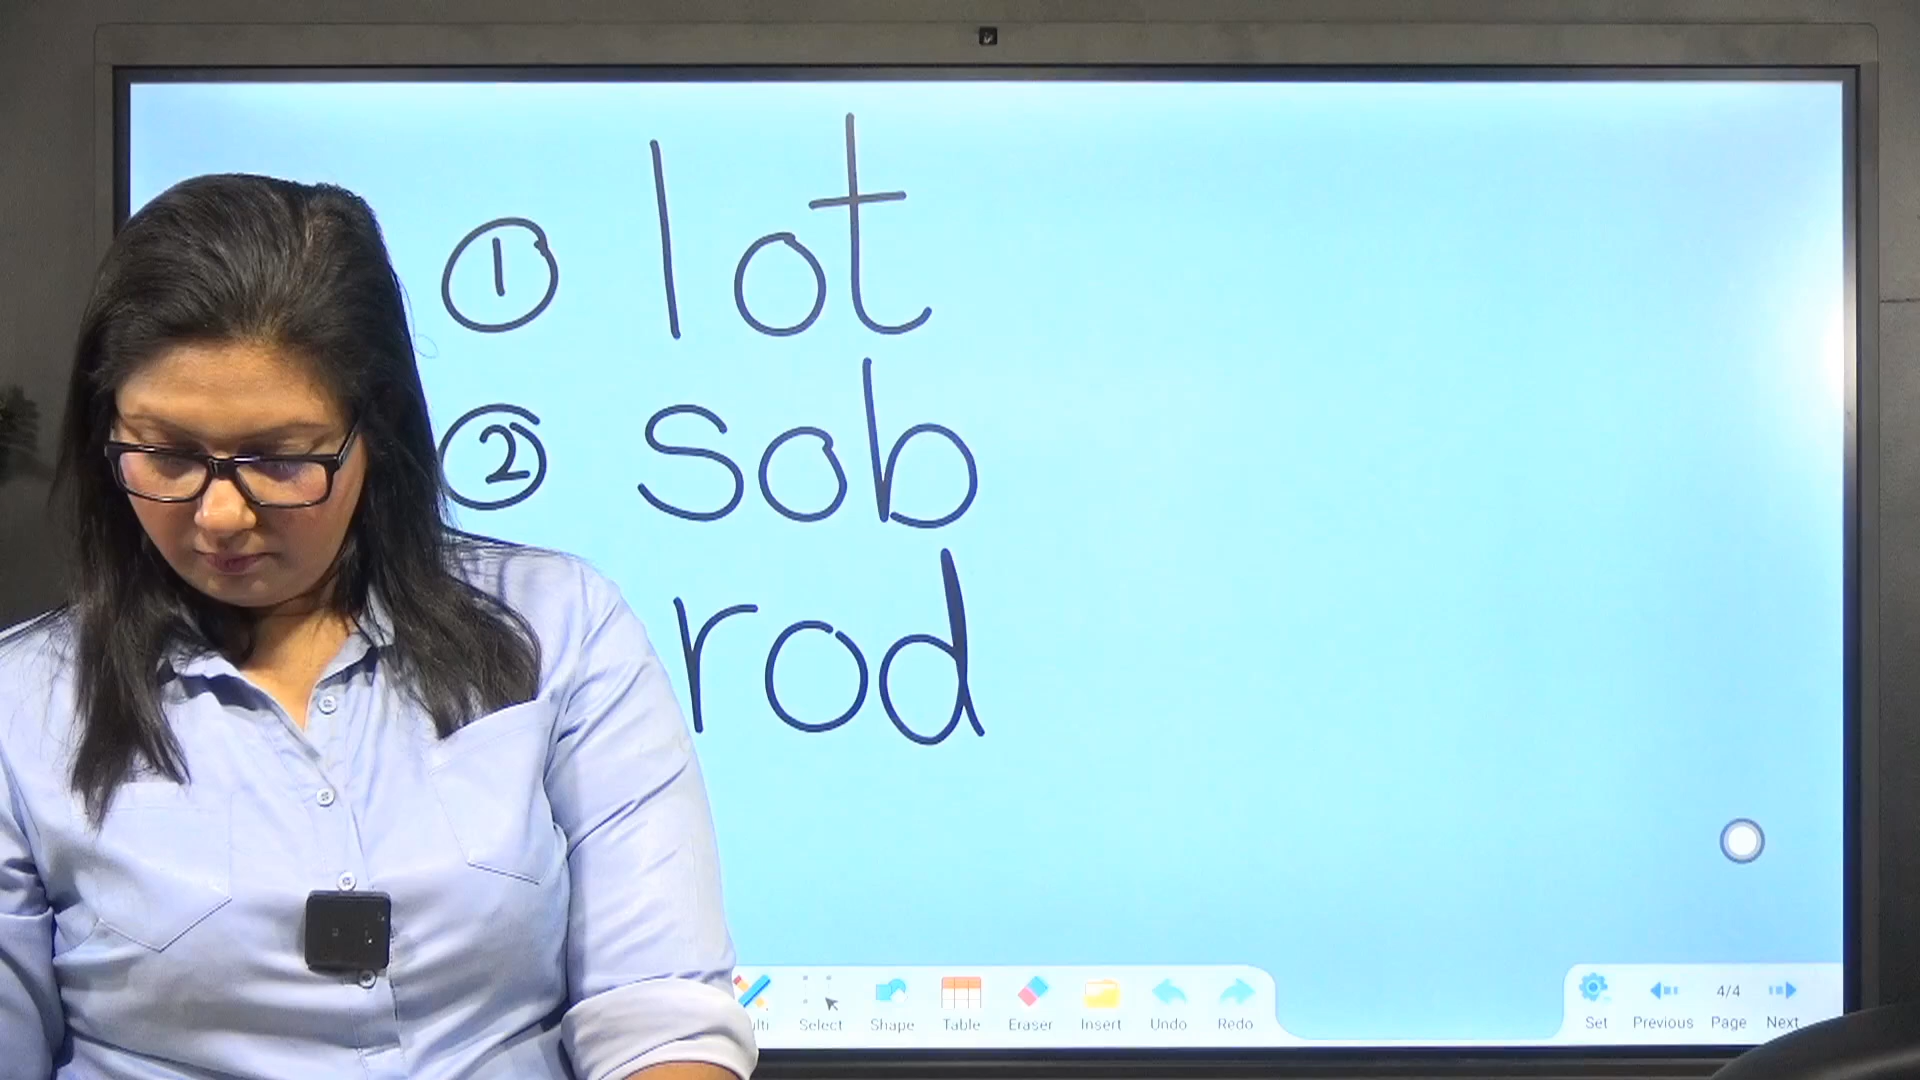 ① lot
② sob
rod
Select Shape Table Eraser Insert Undo Redo
Set Previous Page Next
4/4